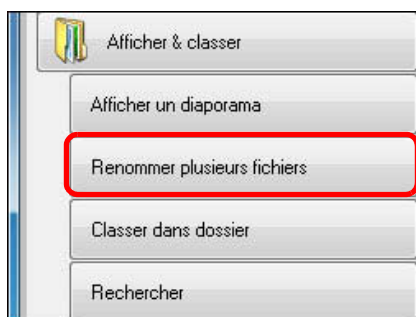 Afficher & classer
Afficher un diaporama
Renommer plusieurs fichiers
Classer dans dossier
Rechercher